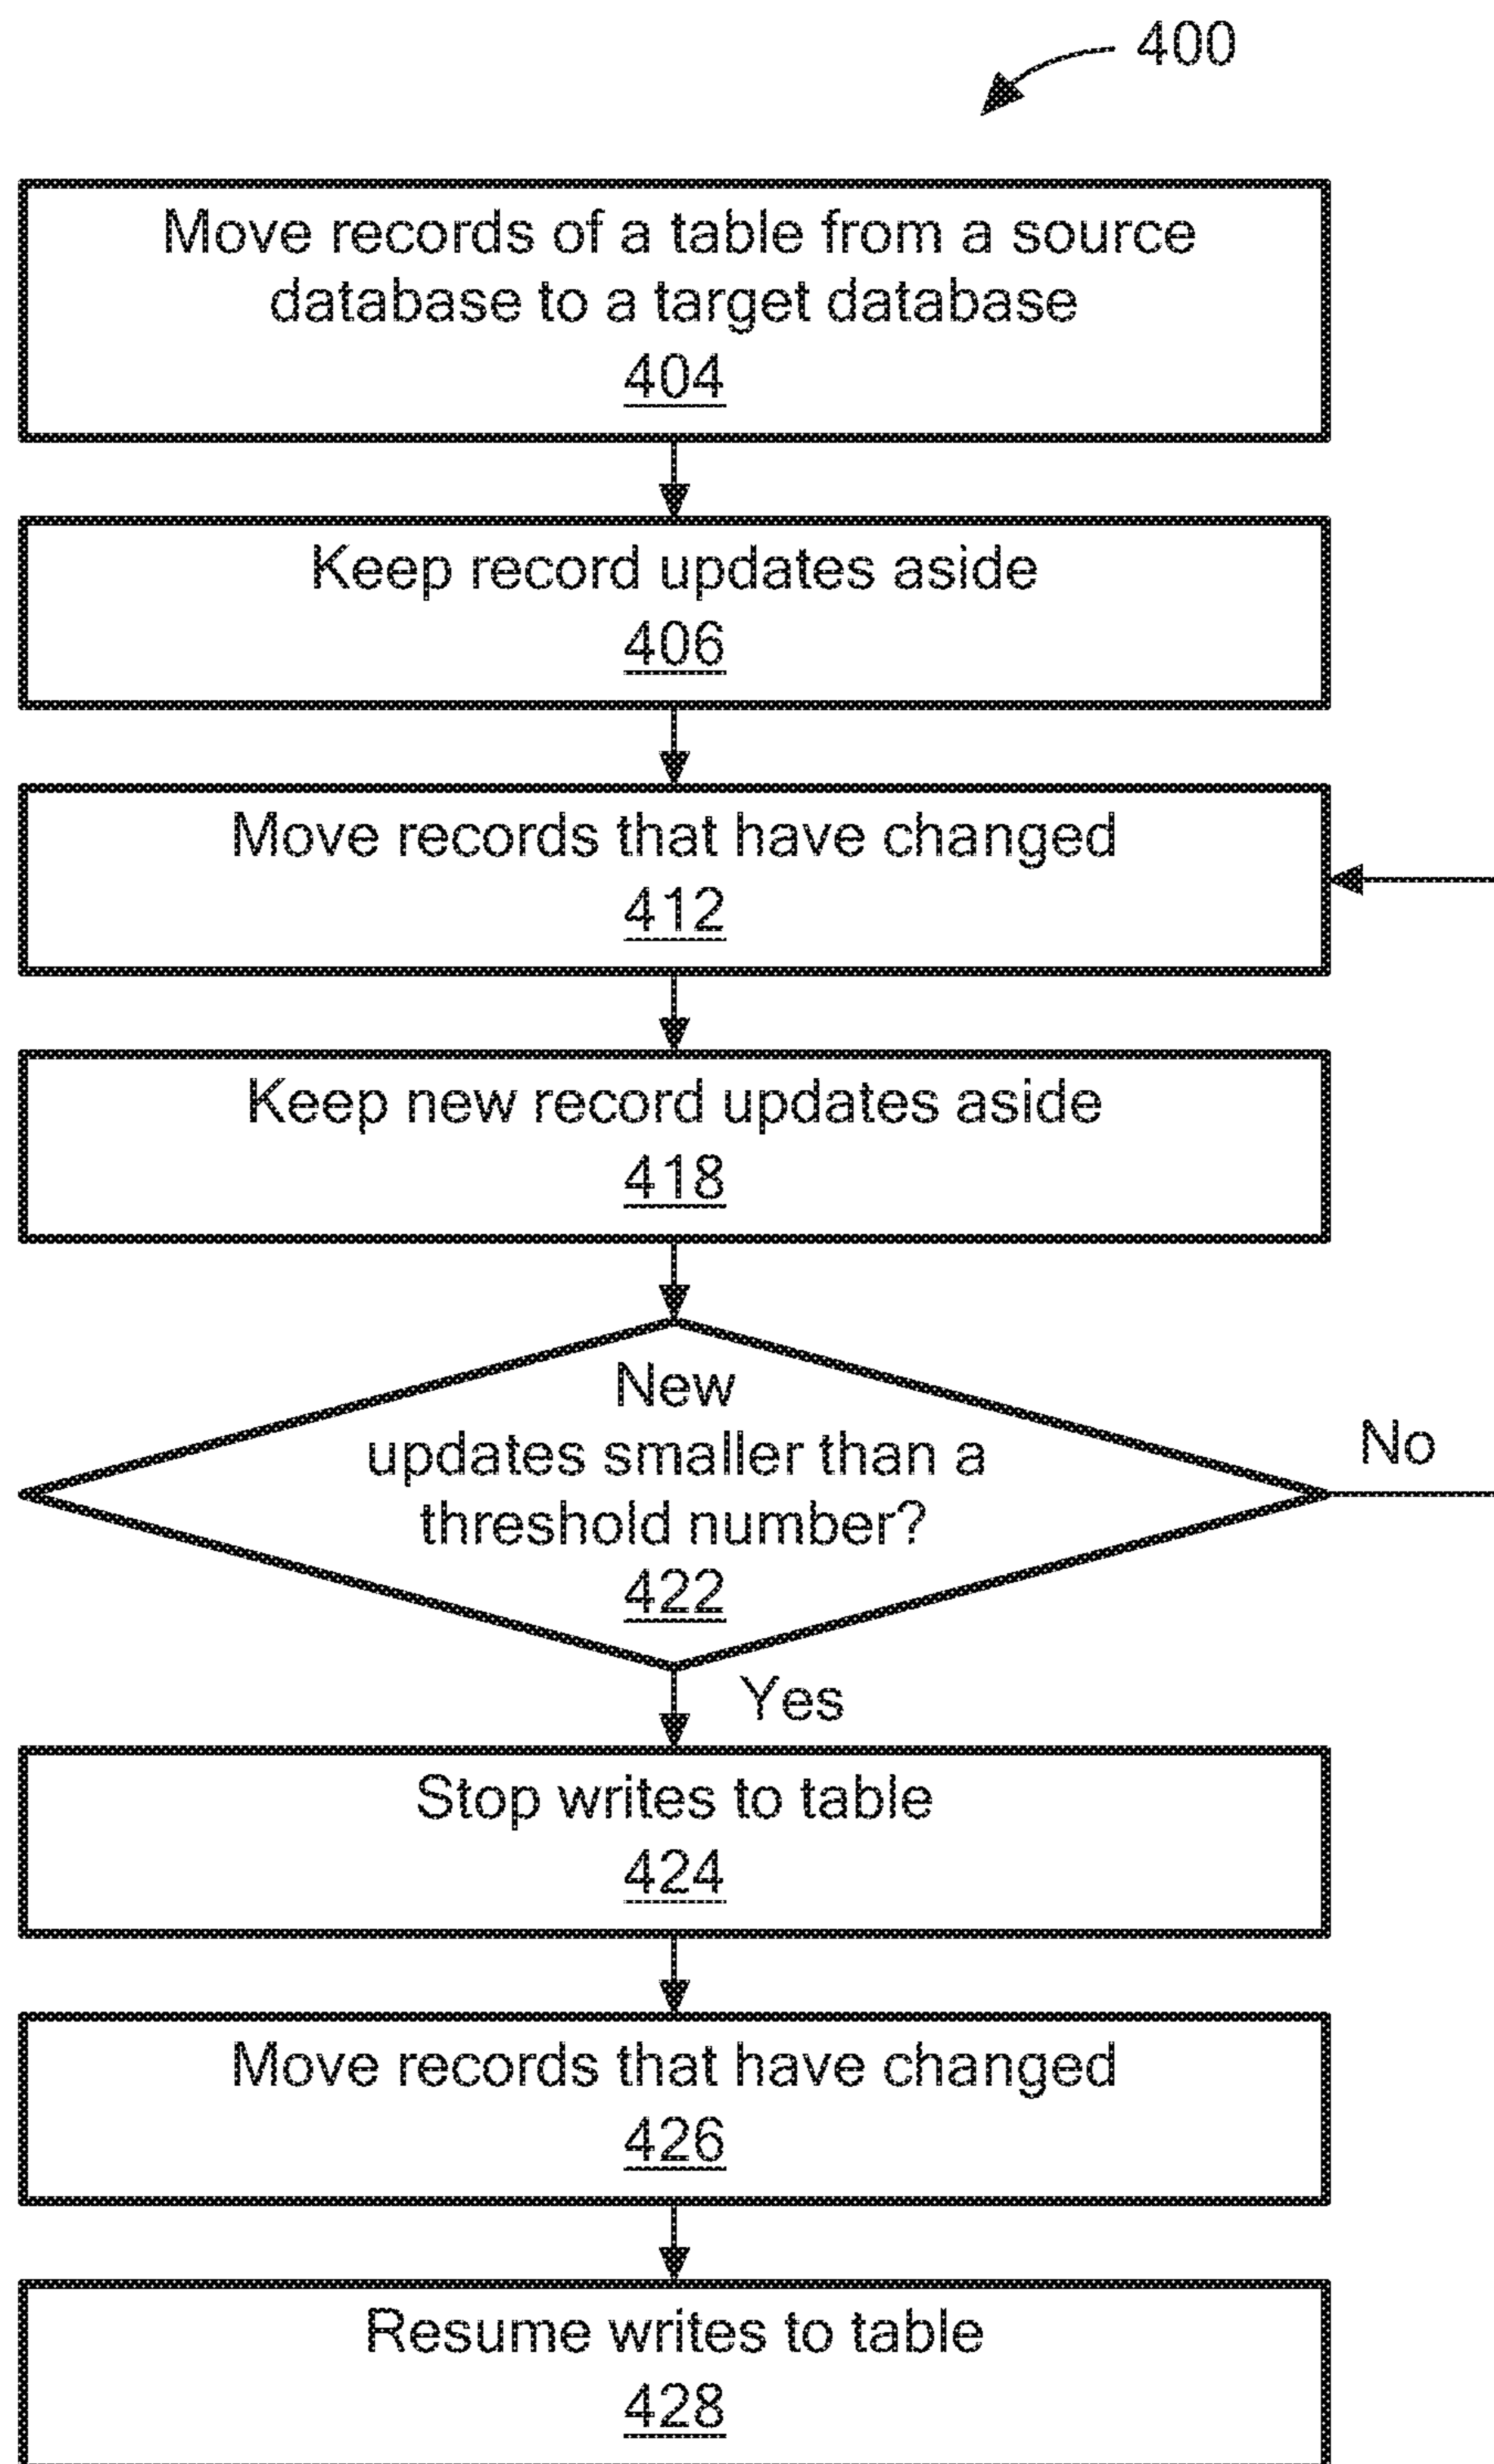 400
Move records of a table from a source
database to a target database
404
Keep record updates aside
406
Move records that have changed
412
Keep new record updates aside
418
New
updates smaller than a
threshold number?
422
No
Yes
Stop writes to table
424
Move records that have changed
426
Resume writes to table
428